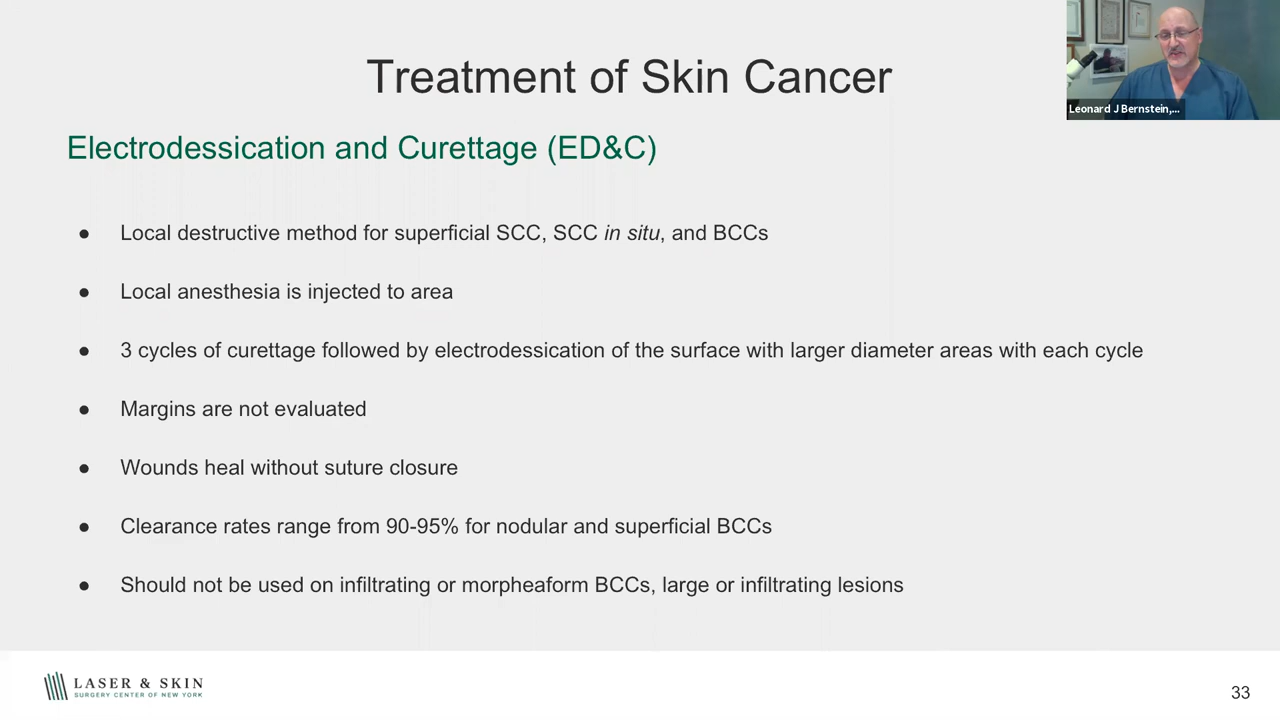 Treatment of Skin Cancer
Leonard J Bernstein,...
Electrodessication and Curettage (ED&C)
● Local destructive method for superficial SCC, SCC in situ, and BCCs
● Local anesthesia is injected to area
● 3 cycles of curettage followed by electrodessication of the surface with larger diameter areas with each cycle
● Margins are not evaluated
● Wounds heal without suture closure
● Clearance rates range from 90-95% for nodular and superficial BCCs
● Should not be used on infiltrating or morpheaform BCCs, large or infiltrating lesions
LASER & SKIN
SURGERY CENTER OF NEW YORK
33